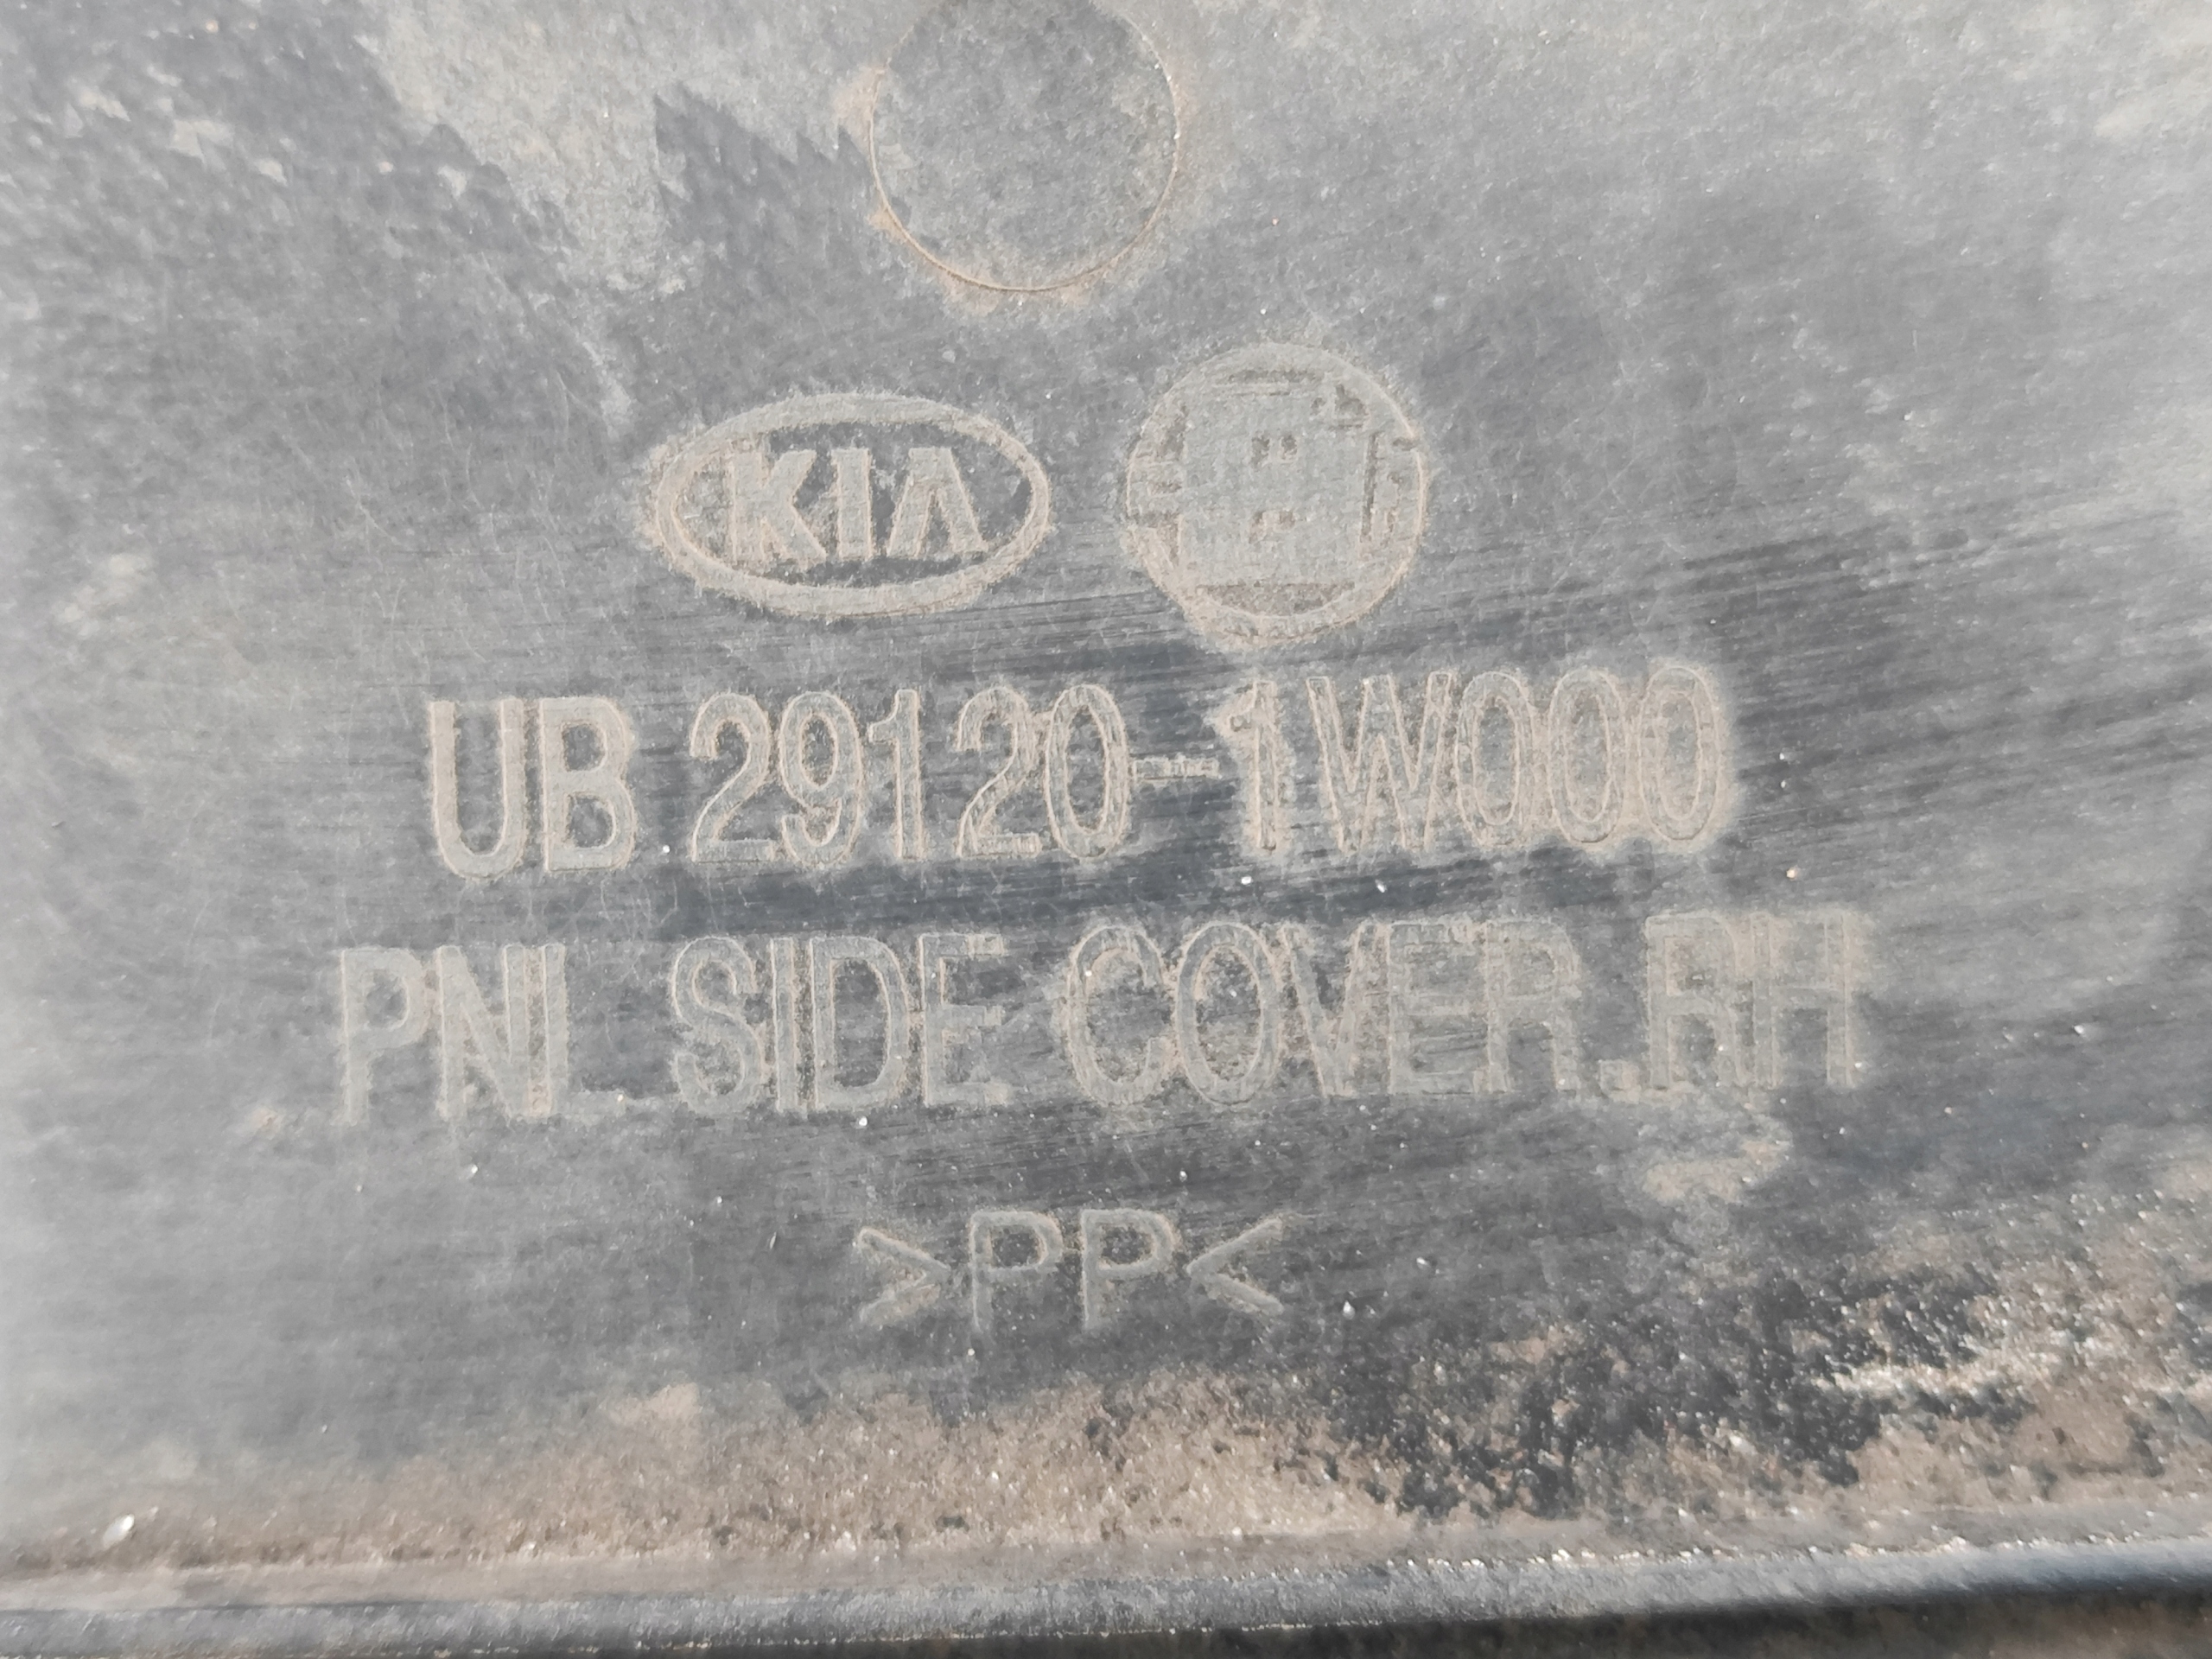 KIA
UB 29120-1W000
PNL SIDE COVER.RH
>PP<